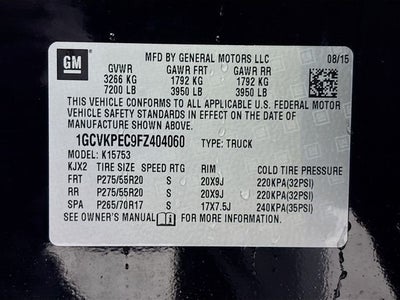 GM
MFD BY GENERAL MOTORS LLC 08/15
GVWR GAWR FRT GAWR RR
3266 KG 1792 KG 1792 KG
7200 LB 3950 LB 3950 LB
THIS VEHICLE CONFORMS TO ALL APPLICABLE U.S. FEDERAL MOTOR
VEHICLE SAFETY STANDARDS IN EFFECT ON THE DATE OF
MANUFACTURE SHOWN ABOVE.
1GCVKPEC9FZ404060 TYPE: TRUCK
MODEL: K15753
KJX2 TIRE SIZE SPEED RTG RIM COLD TIRE PRESSURE
FRT P275/55R20 S 20X9J 220KPA(32PSI)
RR P275/55R20 S 20X9J 220KPA(32PSI)
SPA P265/70R17 S 17X7.5J 240KPA(35PSI)
SEE OWNER'S MANUAL FOR MORE INFORMATION.